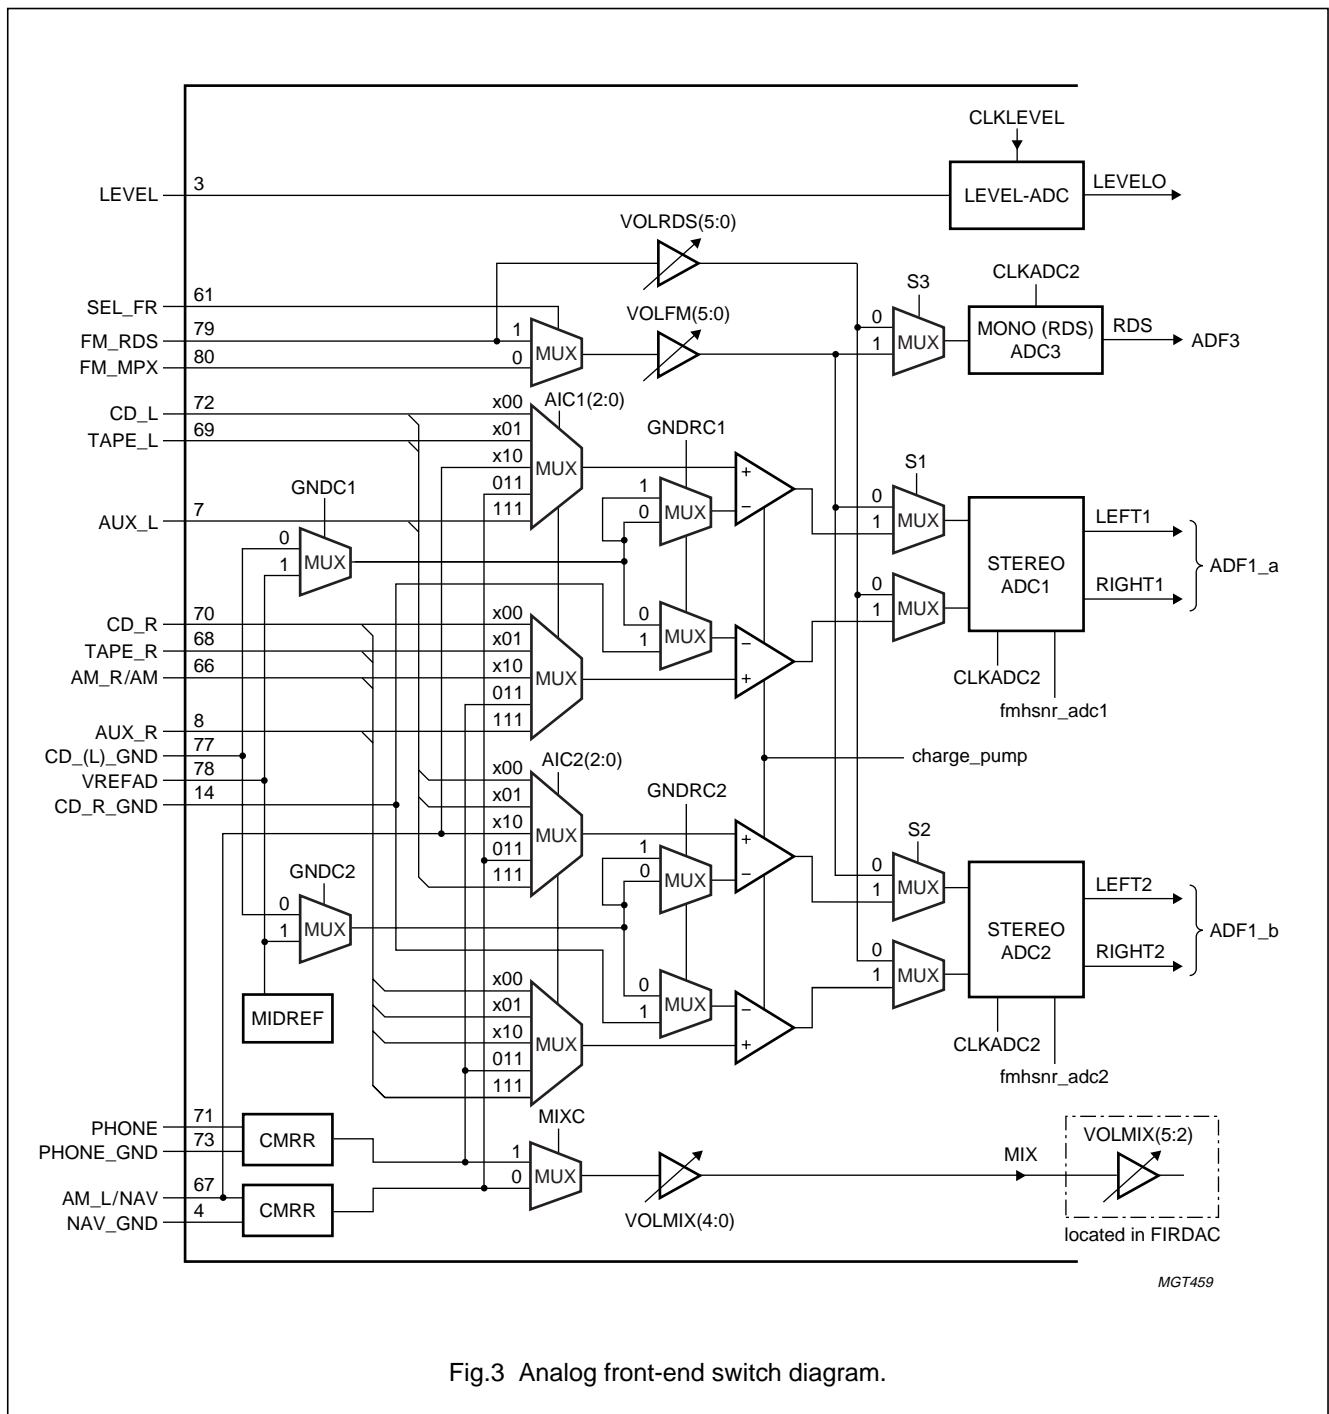 CLKLEVEL
LEVEL 3 LEVEL-ADC LEVELO
VOLRDS(5:0)
SEL_FR 61 S3 CLKADC2
FM_RDS 79 1 MUX VOLFM(5:0) 0 MUX MONO (RDS) RDS ADF3
FM_MPX 80 0 1 ADC3
CD_L 72 x00 AIC1(2:0)
TAPE_L 69 x01 GNDRC1
x10 MUX + S1
011 1 MUX 0
AUX_L 7 111 0 − 1 MUX LEFT1
GNDC1
0 MUX STEREO
1 ADC1 ADF1_a
CD_R 70 x00 0 MUX 0 MUX RIGHT1
TAPE_R 68 x01 1 − 1
AM_R/AM 66 x10 MUX + CLKADC2
011 fmhsnr_adc1
AUX_R 8 111
CD_(L)_GND 77 AIC2(2:0) charge_pump
VREFAD 78 x00 GNDRC2
CD_R_GND 14 x01
x10 MUX + S2
011 1 MUX 0
111 0 − 1 MUX LEFT2
GNDC2
0 MUX STEREO
1 ADC2 ADF1_b
x00 0 MUX 0 MUX RIGHT2
MIDREF x01 1 − 1
x10 MUX + CLKADC2
011 fmhsnr_adc2
111
PHONE 71 CMRR MIXC VOLMIX(5:2)
PHONE_GND 73 1 MUX MIX
AM_L/NAV 67 CMRR 0
NAV_GND 4 VOLMIX(4:0) located in FIRDAC
MGT459
Fig.3 Analog front-end switch diagram.